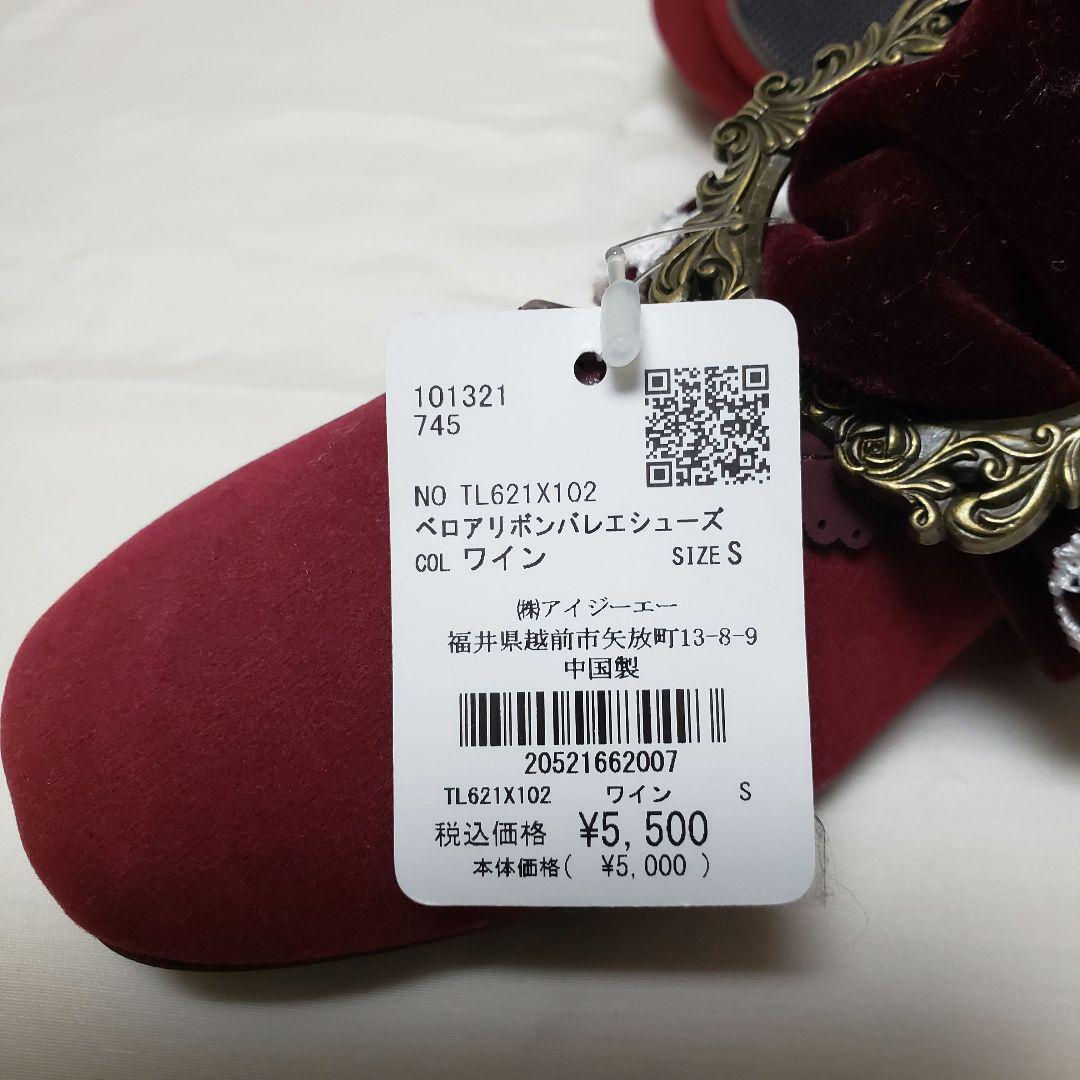 101321
745
NO TL621X102
ベロアリボンバレエシューズ
COL ワイン SIZE S
㈱アイジーエー
福井県越前市矢放町13-8-9
中国製
20521662007
TL621X102 ワイン S
税込価格 ¥5,500
本体価格( ¥5,000 )